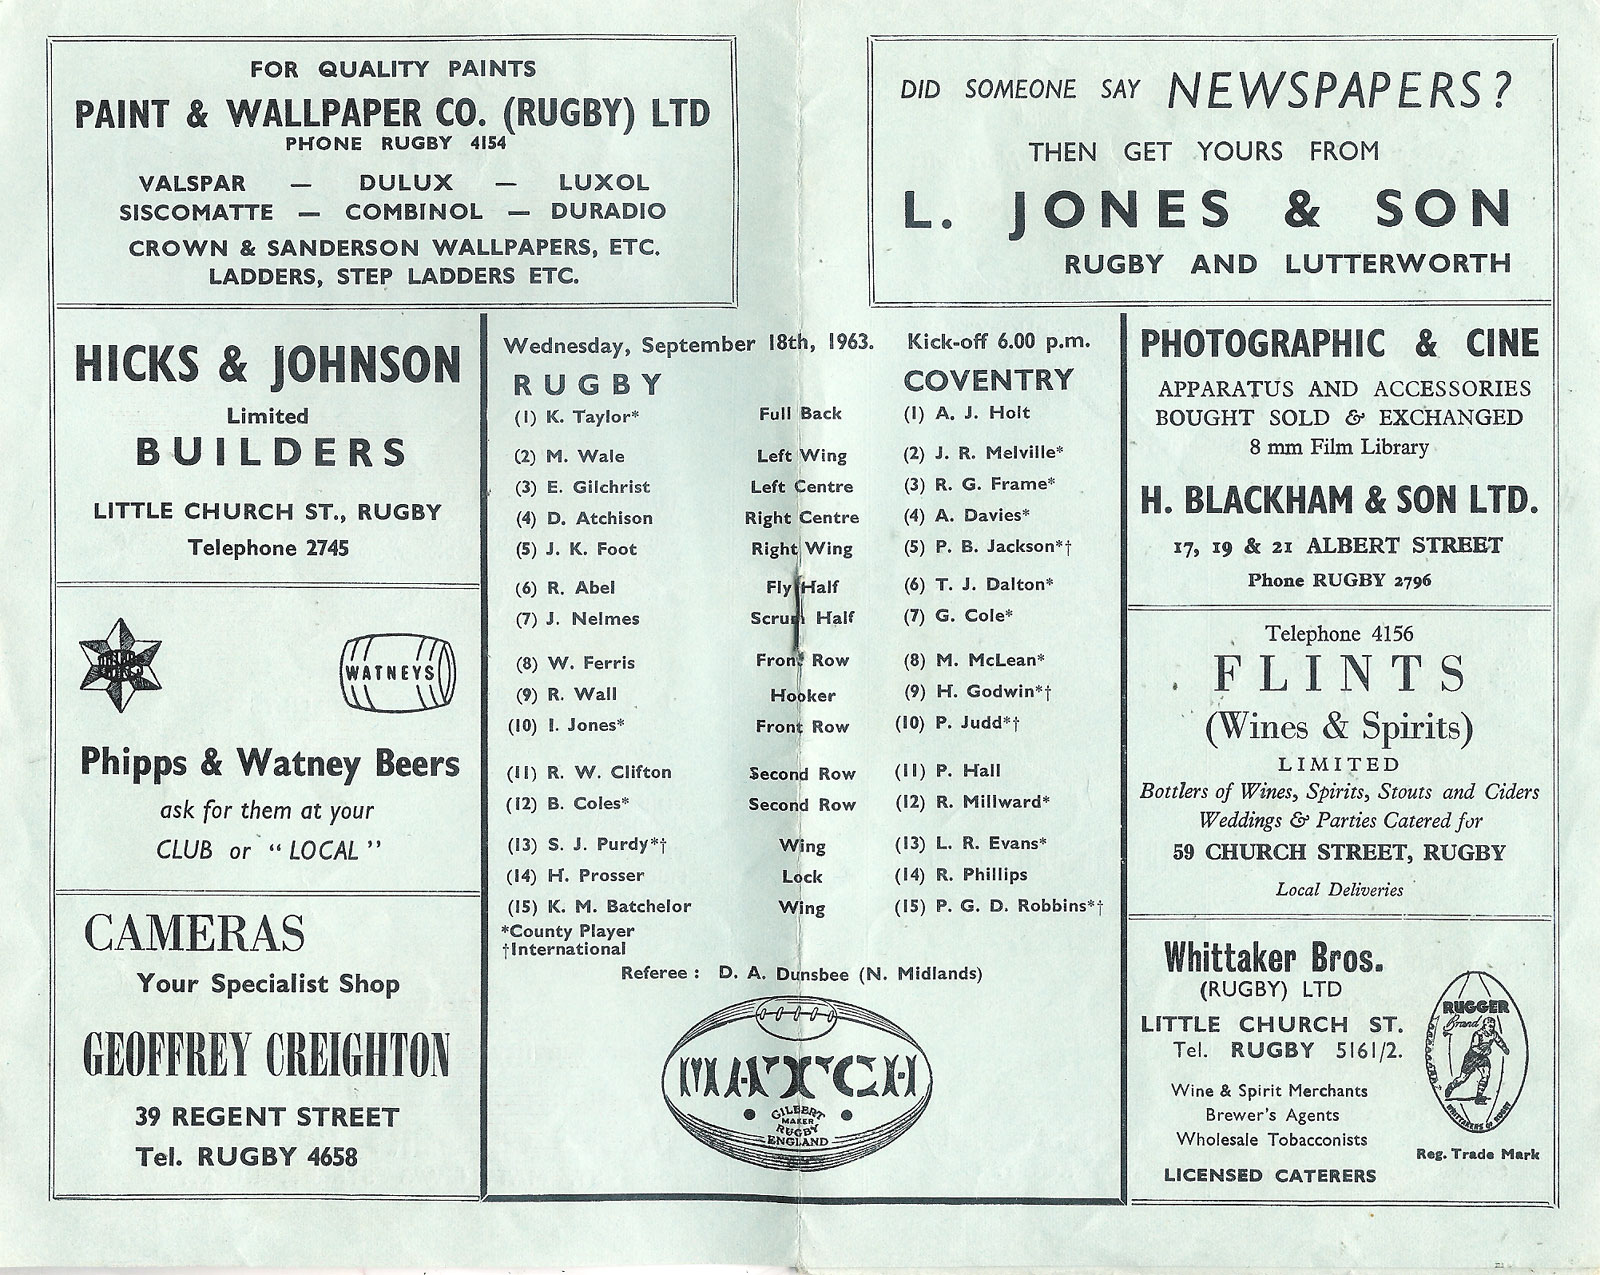 FOR QUALITY PAINTS
PAINT & WALLPAPER CO. (RUGBY) LTD
PHONE RUGBY 4154
VALSPAR — DULUX — LUXOL
SISCOMATTE — COMBINOL — DURADIO
CROWN & SANDERSON WALLPAPERS, ETC.
LADDERS, STEP LADDERS ETC.
DID SOMEONE SAY NEWSPAPERS?
THEN GET YOURS FROM
L. JONES & SON
RUGBY AND LUTTERWORTH
HICKS & JOHNSON
Limited
BUILDERS
LITTLE CHURCH ST., RUGBY
Telephone 2745
WATNEYS
Phipps & Watney Beers
ask for them at your
CLUB or "LOCAL"
CAMERAS
Your Specialist Shop
GEOFFREY CREIGHTON
39 REGENT STREET
Tel. RUGBY 4658
Wednesday, September 18th, 1963. Kick-off 6.00 p.m.
RUGBY COVENTRY
(1) K. Taylor* Full Back (1) A. J. Holt
(2) M. Wale Left Wing (2) J. R. Melville*
(3) E. Gilchrist Left Centre (3) R. G. Frame*
(4) D. Atchison Right Centre (4) A. Davies*
(5) J. K. Foot Right Wing (5) P. B. Jackson*†
(6) R. Abel Fly Half (6) T. J. Dalton*
(7) J. Nelmes Scrum Half (7) G. Cole*
(8) W. Ferris Front Row (8) M. McLean*
(9) R. Wall Hooker (9) H. Godwin*†
(10) I. Jones* Front Row (10) P. Judd*†
(11) R. W. Clifton Second Row (11) P. Hall
(12) B. Coles* Second Row (12) R. Millward*
(13) S. J. Purdy*† Wing (13) L. R. Evans*
(14) H. Prosser Lock (14) R. Phillips
(15) K. M. Batchelor Wing (15) P. G. D. Robbins*†
*County Player
†International
Referee : D. A. Dunsbee (N. Midlands)
MATCH
GILBERT
MAKER
RUGBY
ENGLAND
PHOTOGRAPHIC & CINE
APPARATUS AND ACCESSORIES
BOUGHT SOLD & EXCHANGED
8 mm Film Library
H. BLACKHAM & SON LTD.
17, 19 & 21 ALBERT STREET
Phone RUGBY 2796
Telephone 4156
FLINTS
(Wines & Spirits)
LIMITED
Bottlers of Wines, Spirits, Stouts and Ciders
Weddings & Parties Catered for
59 CHURCH STREET, RUGBY
Local Deliveries
Whittaker Bros.
(RUGBY) LTD
LITTLE CHURCH ST.
Tel. RUGBY 5161/2.
Wine & Spirit Merchants
Brewer's Agents
Wholesale Tobacconists
LICENSED CATERERS
RUGGER
Brand
WHITTAKERS OF RUGBY
Reg. Trade Mark